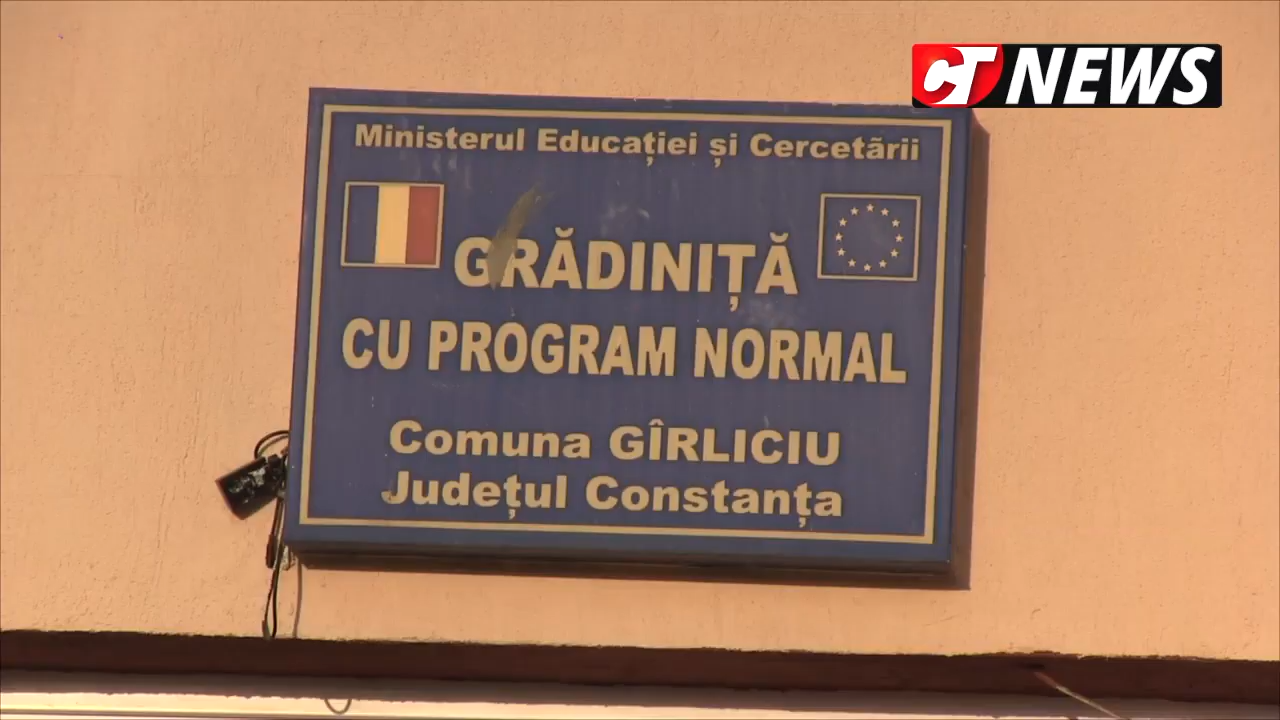 CT NEWS
Ministerul Educației și Cercetării
GRĂDINIȚĂ
CU PROGRAM NORMAL
Comuna GÎRLICIU
Județul Constanța